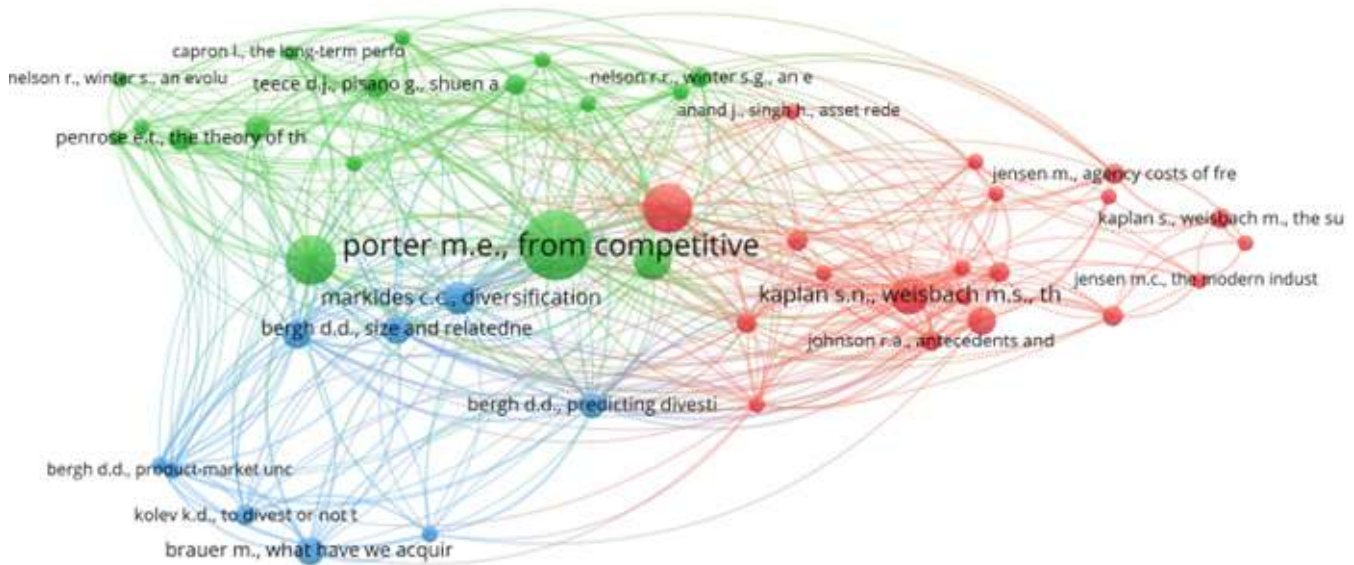 capron l., the long-term perfo
nelson r., winter s., an evolu
teece d.j., pisano g., shuen a
nelson r.r., winter s.g., an e
anand j., singh h., asset rede
penrose e.t., the theory of th
jensen m., agency costs of fre
kaplan s., weisbach m., the su
porter m.e., from competitive
jensen m.c., the modern indust
markides c.c., diversification
kaplan s.n., weisbach m.s., th
bergh d.d., size and relatedne
johnson r.a., antecedents and
bergh d.d., predicting divesti
bergh d.d., product-market unc
kolev k.d., to divest or not t
brauer m., what have we acquir